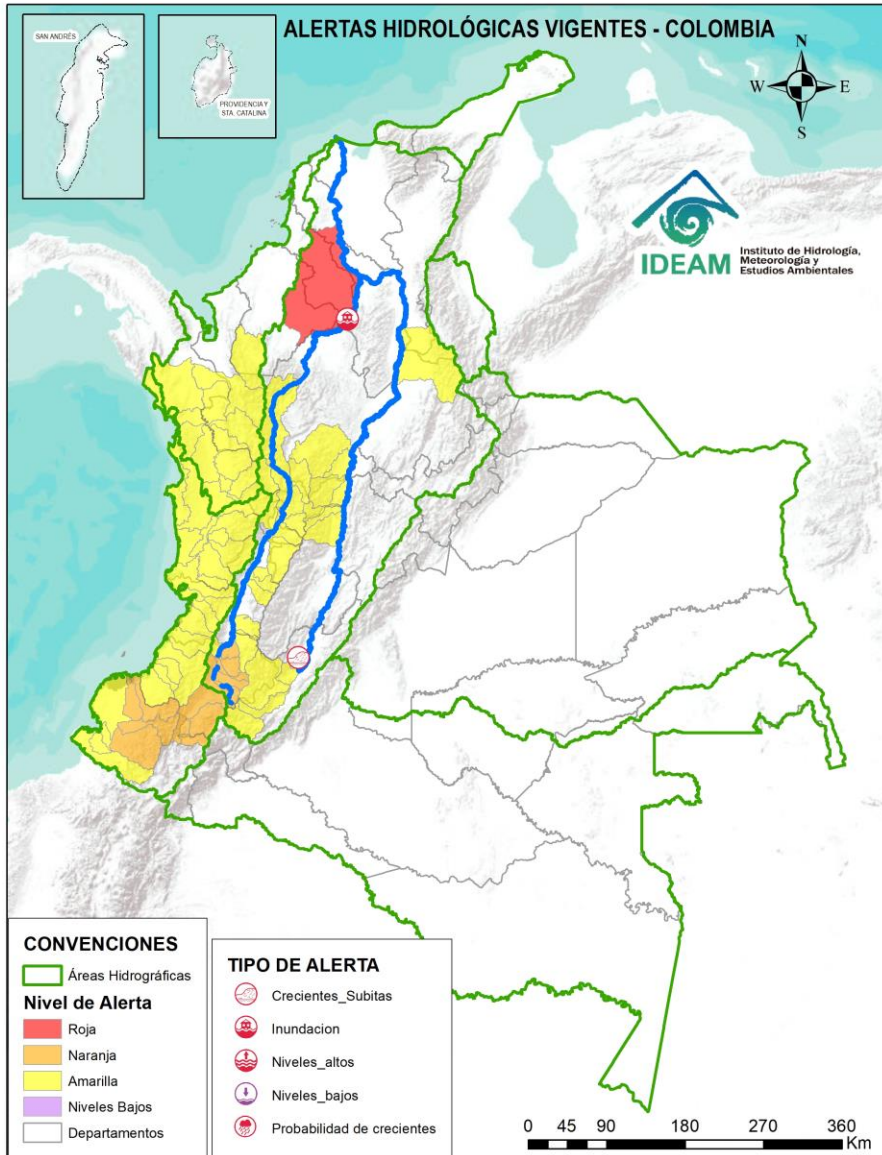 ALERTAS HIDROLÓGICAS VIGENTES - COLOMBIA
SAN ANDRÉS
PROVIDENCIA Y
STA. CATALINA
N
W
E
S
IDEAM
Instituto de Hidrología,
Meteorología y
Estudios Ambientales
CONVENCIONES
Áreas Hidrográficas
Nivel de Alerta
Roja
Naranja
Amarilla
Niveles Bajos
Departamentos
TIPO DE ALERTA
Crecientes_Subitas
Inundacion
Niveles_altos
Niveles_bajos
Probabilidad de crecientes
0 45 90 180 270 360
Km